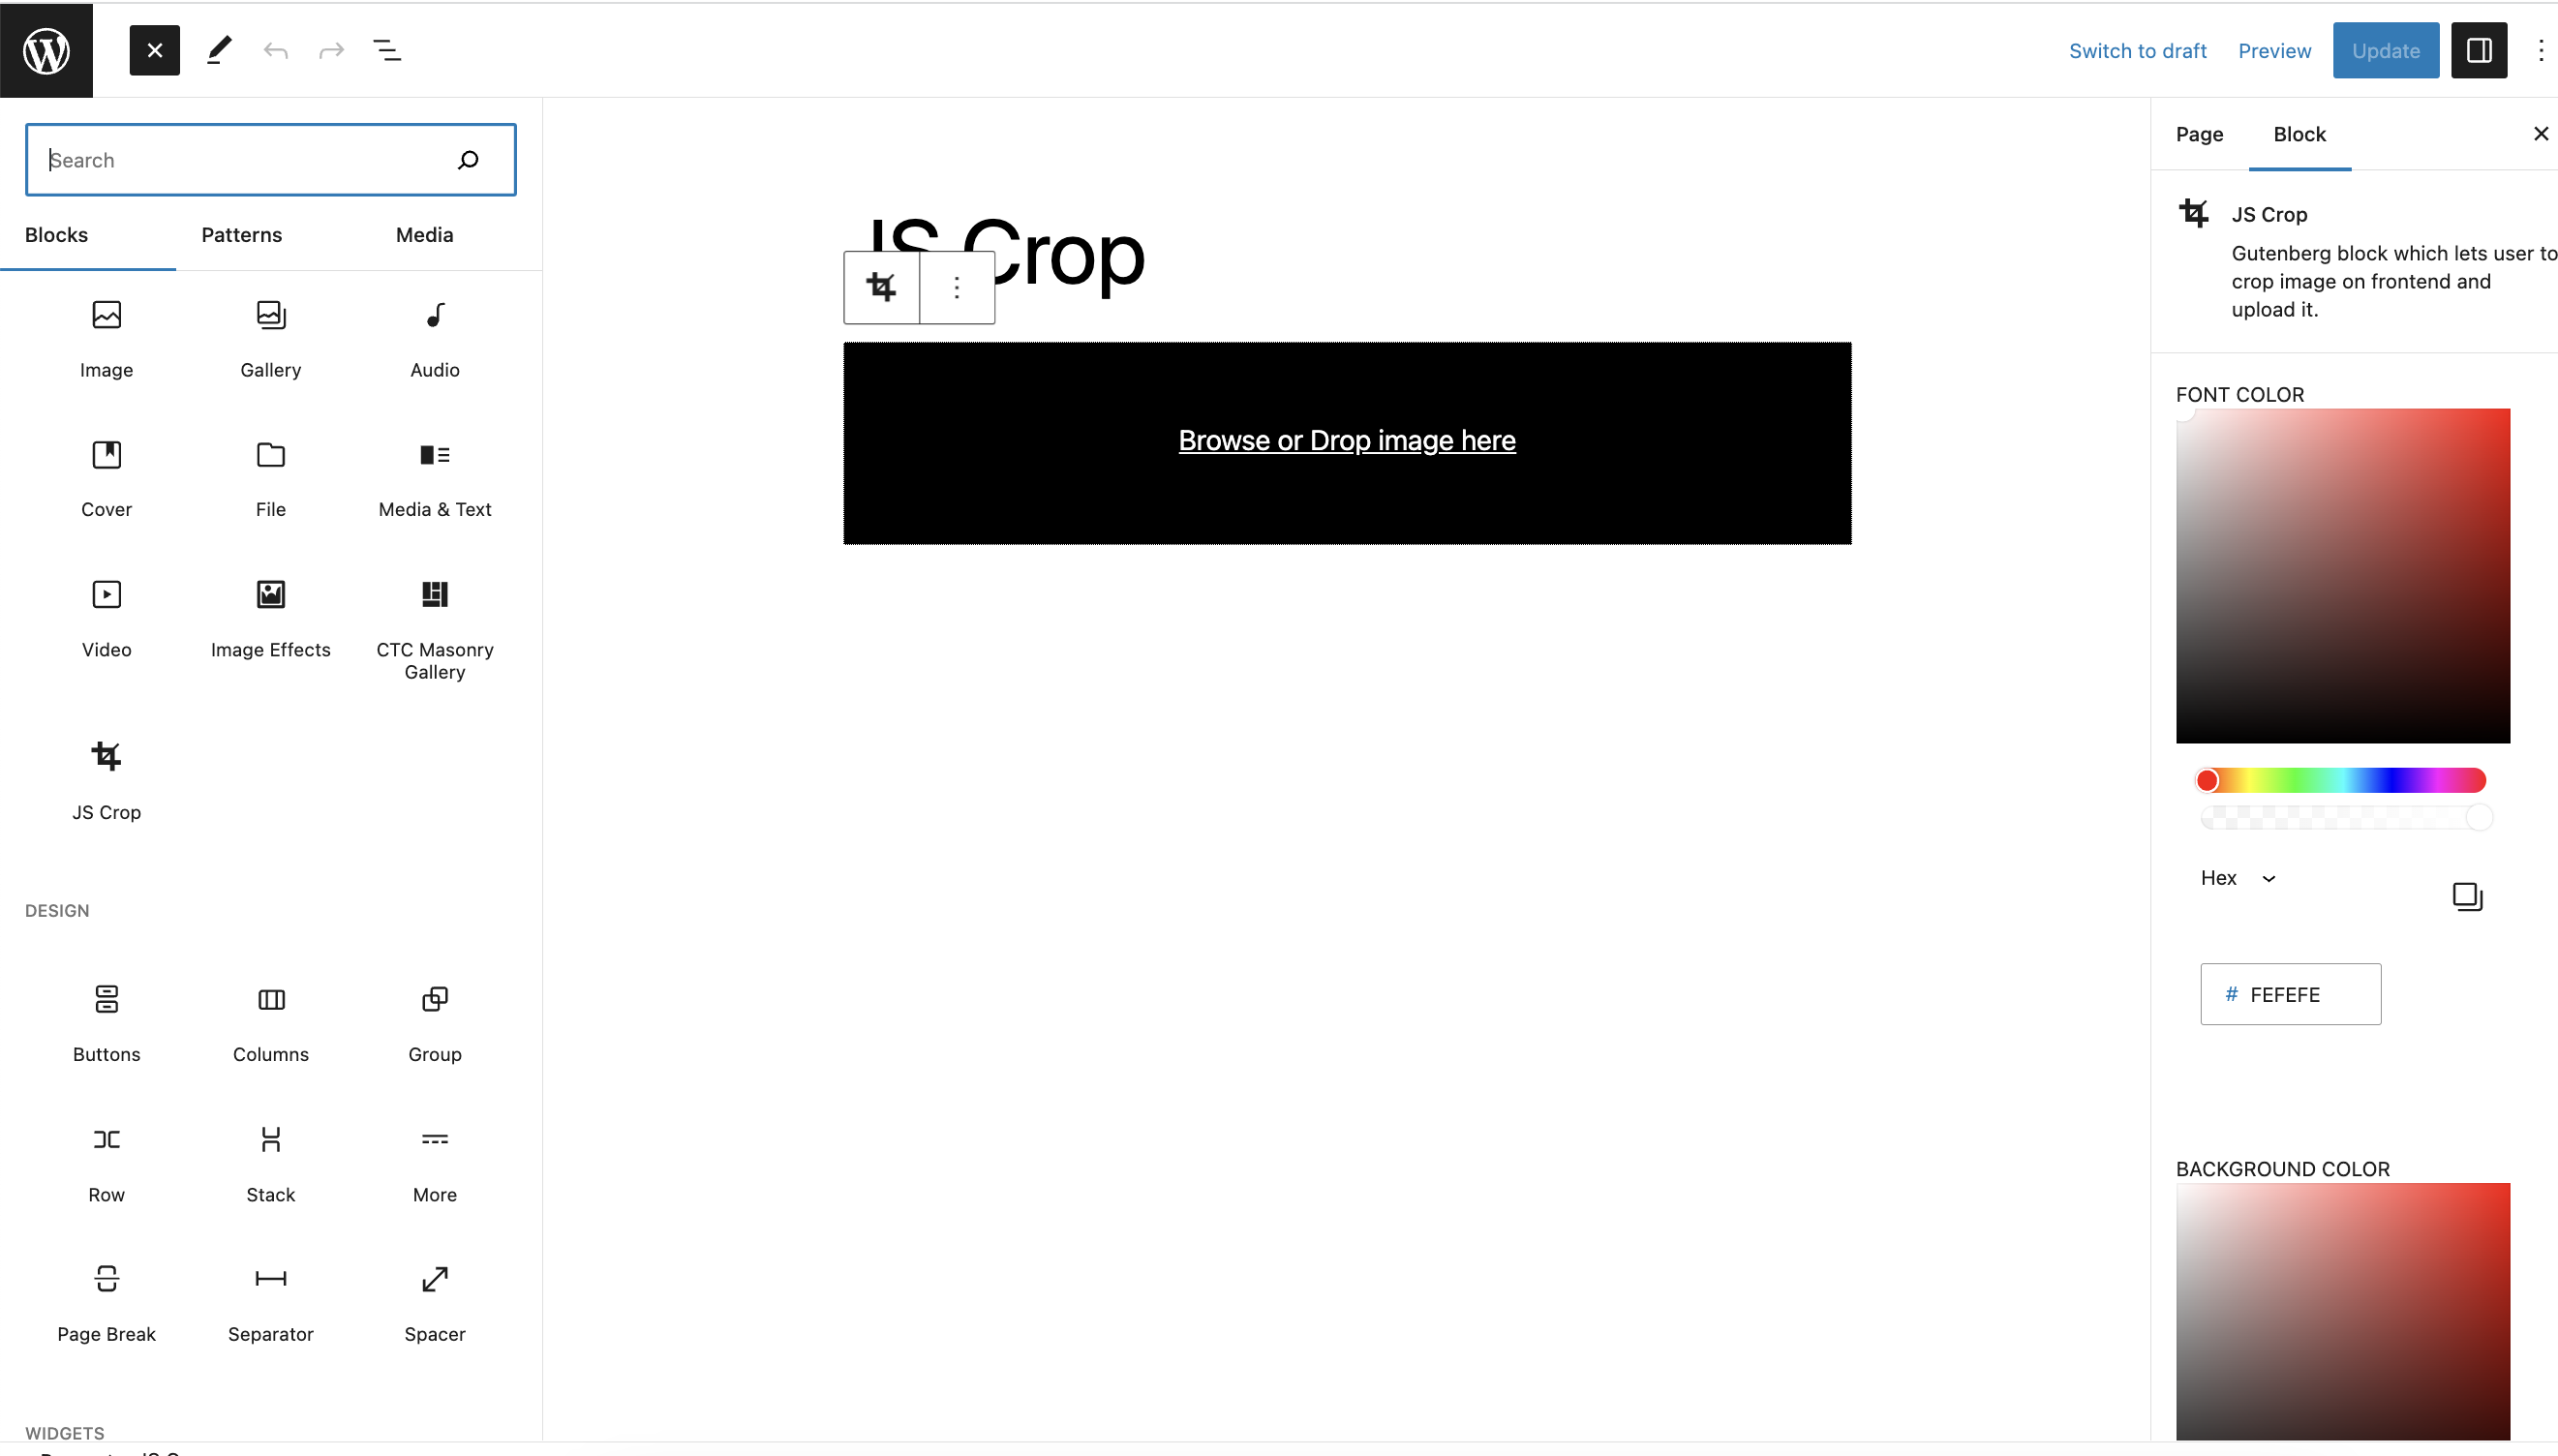 Switch to draft
Preview
Update
Search
Blocks
Patterns
Media
Image
Gallery
Audio
Cover
File
Media & Text
Video
Image Effects
CTC Masonry
Gallery
JS Crop
DESIGN
Buttons
Columns
Group
Row
Stack
More
Page Break
Separator
Spacer
WIDGETS
JS Crop
Browse or Drop image here
Page
Block
JS Crop
Gutenberg block which lets user to
crop image on frontend and
upload it.
FONT COLOR
Hex
# FEFEFE
BACKGROUND COLOR